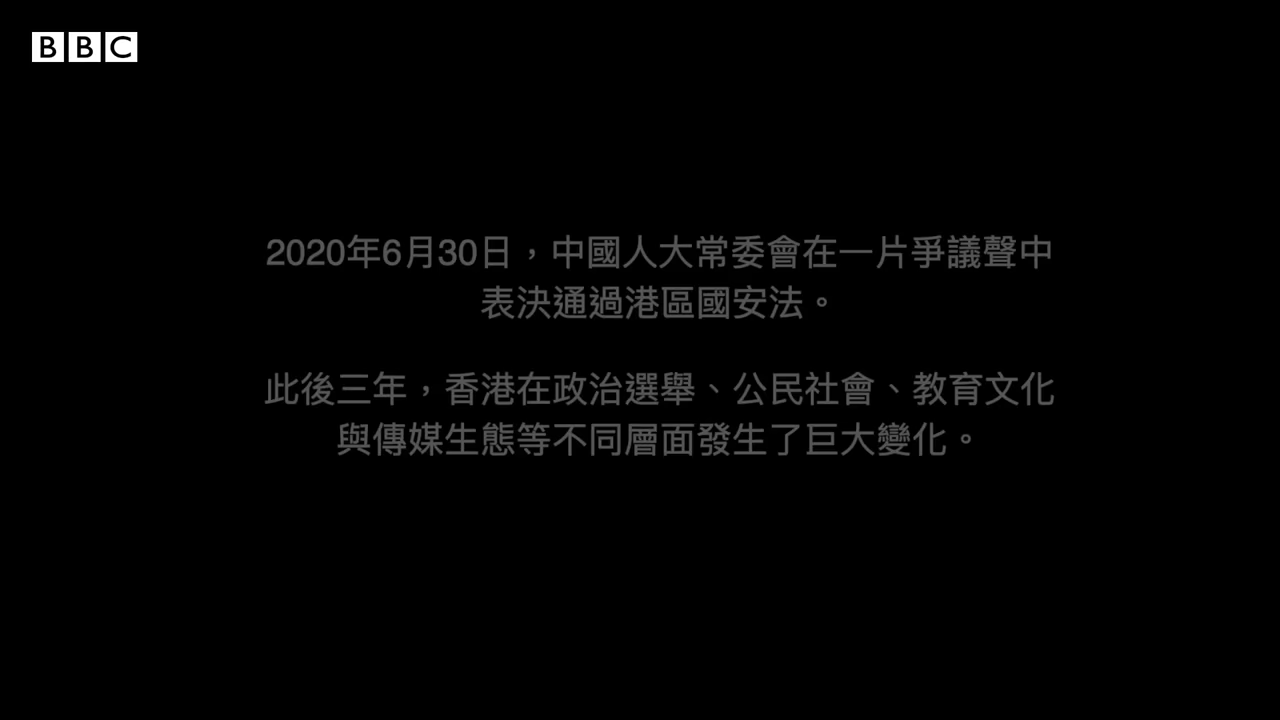 BBC
2020年6月30日，中國人大常委會在一片爭議聲中
表決通過港區國安法。
此後三年，香港在政治選舉、公民社會、教育文化
與傳媒生態等不同層面發生了巨大變化。